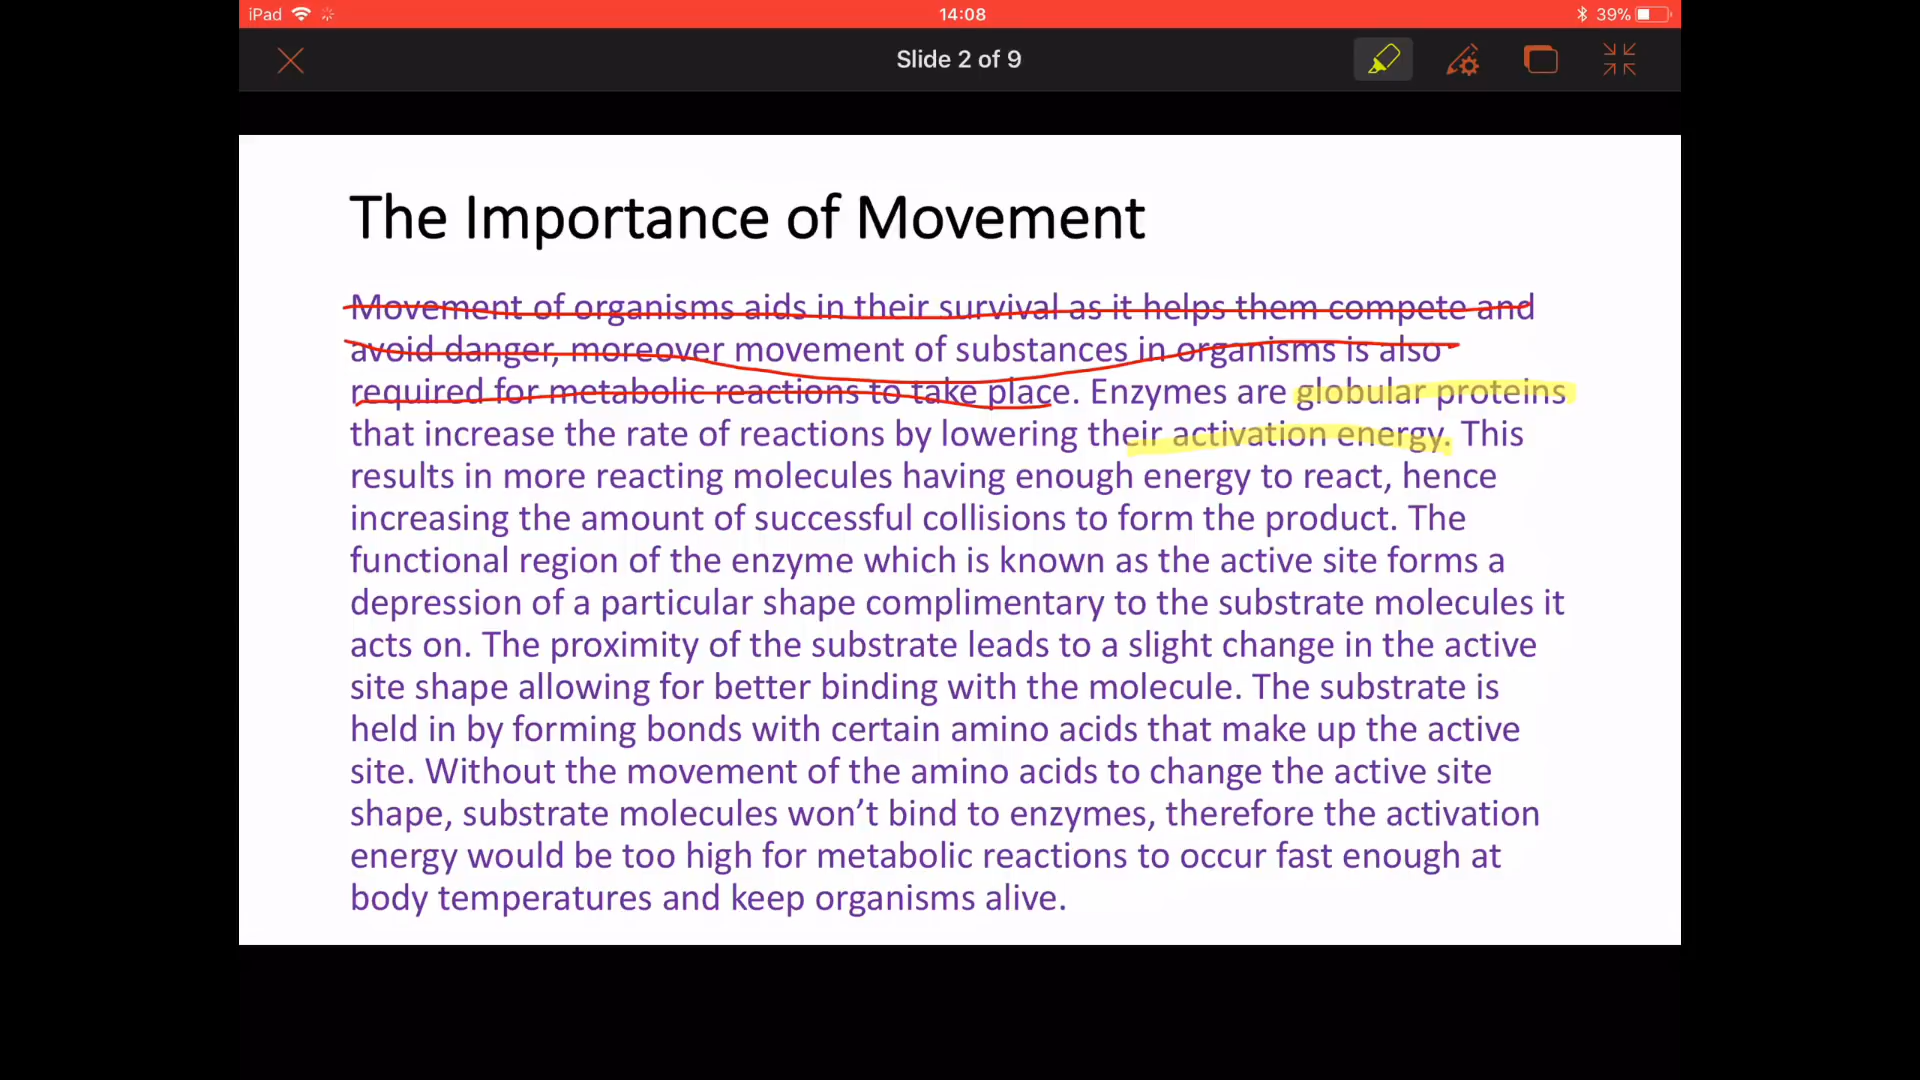 iPad
14:08
39%
Slide 2 of 9
The Importance of Movement
Movement of organisms aids in their survival as it helps them compete and
avoid danger, moreover movement of substances in organisms is also
required for metabolic reactions to take place. Enzymes are globular proteins
that increase the rate of reactions by lowering their activation energy. This
results in more reacting molecules having enough energy to react, hence
increasing the amount of successful collisions to form the product. The
functional region of the enzyme which is known as the active site forms a
depression of a particular shape complimentary to the substrate molecules it
acts on. The proximity of the substrate leads to a slight change in the active
site shape allowing for better binding with the molecule. The substrate is
held in by forming bonds with certain amino acids that make up the active
site. Without the movement of the amino acids to change the active site
shape, substrate molecules won’t bind to enzymes, therefore the activation
energy would be too high for metabolic reactions to occur fast enough at
body temperatures and keep organisms alive.